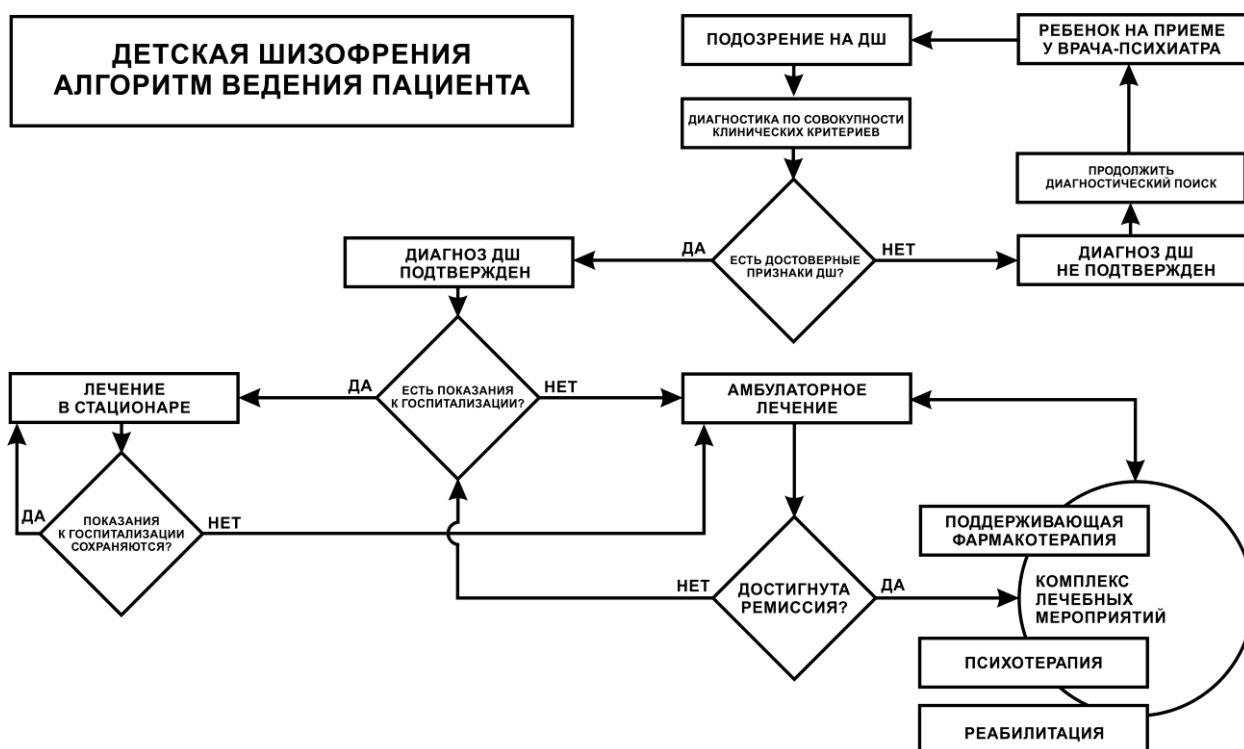 ДЕТСКАЯ ШИЗОФРЕНИЯ
АЛГОРИТМ ВЕДЕНИЯ ПАЦИЕНТА
ПОДОЗРЕНИЕ НА ДШ
РЕБЕНОК НА ПРИЕМЕ
У ВРАЧА-ПСИХИАТРА
ДИАГНОСТИКА ПО СОВОКУПНОСТИ
КЛИНИЧЕСКИХ КРИТЕРИЕВ
ПРОДОЛЖИТЬ
ДИАГНОСТИЧЕСКИЙ ПОИСК
ДИАГНОЗ ДШ
ПОДТВЕРЖДЕН
ДА
ЕСТЬ ДОСТОВЕРНЫЕ
ПРИЗНАКИ ДШ?
НЕТ
ДИАГНОЗ ДШ
НЕ ПОДТВЕРЖДЕН
ЛЕЧЕНИЕ
В СТАЦИОНАРЕ
ДА
ЕСТЬ ПОКАЗАНИЯ
К ГОСПИТАЛИЗАЦИИ?
НЕТ
АМБУЛАТОРНОЕ
ЛЕЧЕНИЕ
ДА
ПОКАЗАНИЯ
К ГОСПИТАЛИЗАЦИИ
СОХРАНЯЮТСЯ?
НЕТ
ПОДДЕРЖИВАЮЩАЯ
ФАРМАКОТЕРАПИЯ
НЕТ
ДОСТИГНУТА
РЕМИССИЯ?
ДА
КОМПЛЕКС
ЛЕЧЕБНЫХ
МЕРОПРИЯТИЙ
ПСИХОТЕРАПИЯ
РЕАБИЛИТАЦИЯ